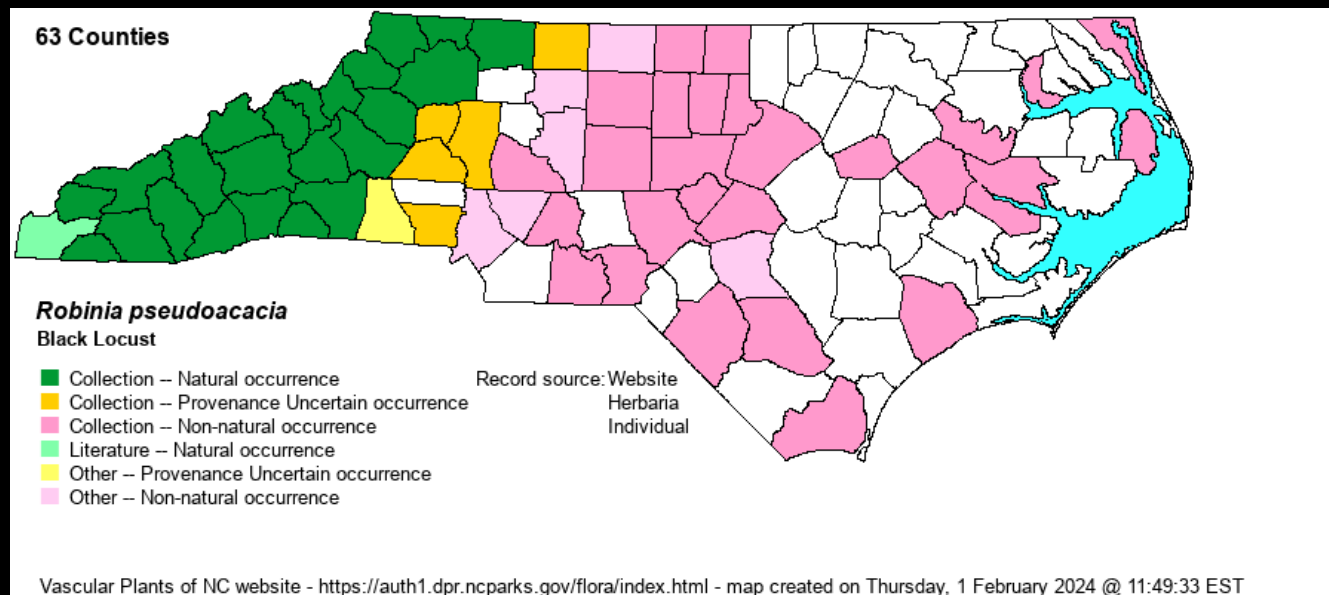 63 Counties
Robinia pseudoacacia
Black Locust
Collection -- Natural occurrence
Collection -- Provenance Uncertain occurrence
Collection -- Non-natural occurrence
Literature -- Natural occurrence
Other -- Provenance Uncertain occurrence
Other -- Non-natural occurrence
Record source: Website
Herbaria
Individual
Vascular Plants of NC website - https://auth1.dpr.ncparks.gov/flora/index.html - map created on Thursday, 1 February 2024 @ 11:49:33 EST